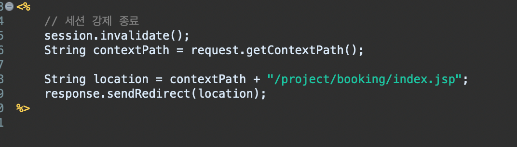 <%
// 세션 강제 종료
session.invalidate();
String contextPath = request.getContextPath();
String location = contextPath + "/project/booking/index.jsp";
response.sendRedirect(location);
%>